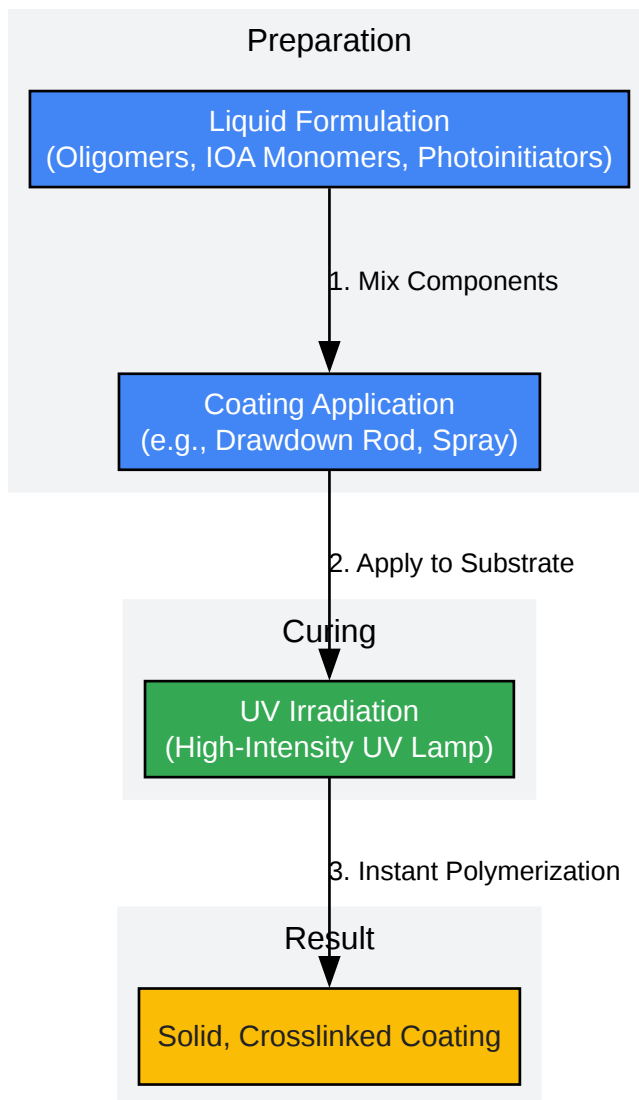 Preparation
Liquid Formulation
(Oligomers, IOA Monomers, Photoinitiators)
1. Mix Components
Coating Application
(e.g., Drawdown Rod, Spray)
2. Apply to Substrate
Curing
UV Irradiation
(High-Intensity UV Lamp)
3. Instant Polymerization
Result
Solid, Crosslinked Coating